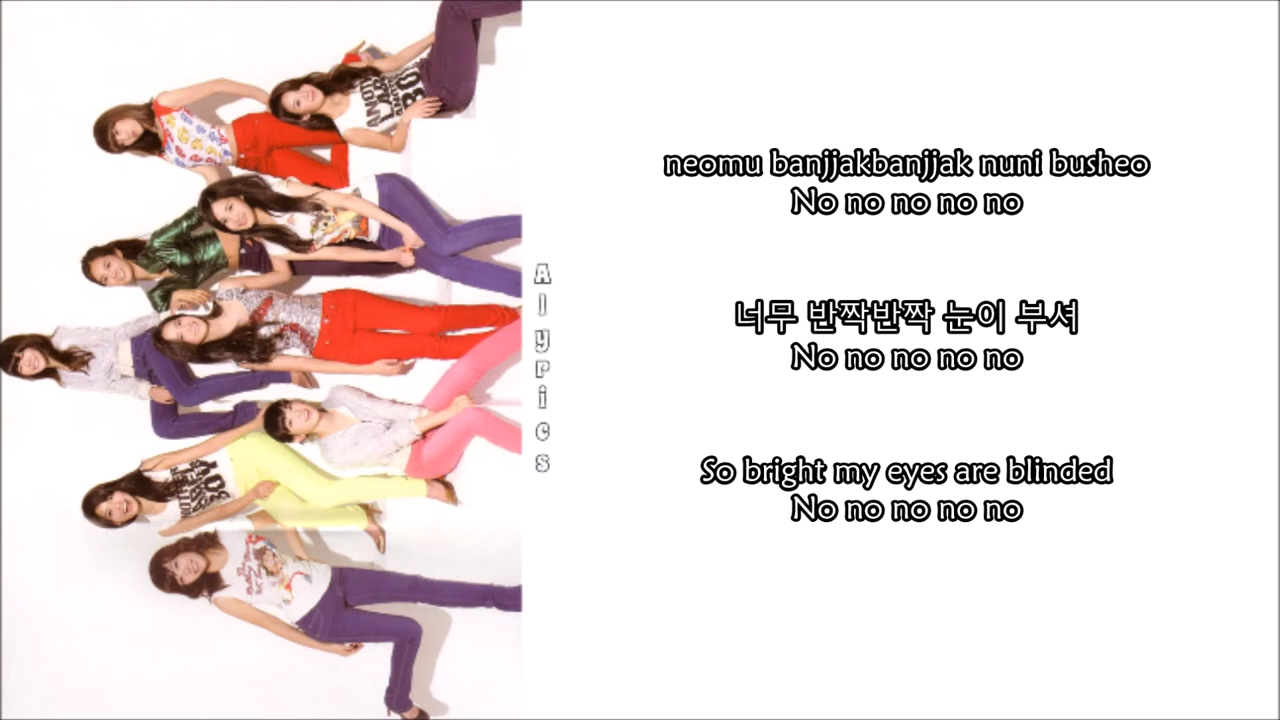 neomu banjjakbanjjak nuni busheo
No no no no no
너무 반짝반짝 눈이 부셔
No no no no no
So bright my eyes are blinded
No no no no no
Alyrics